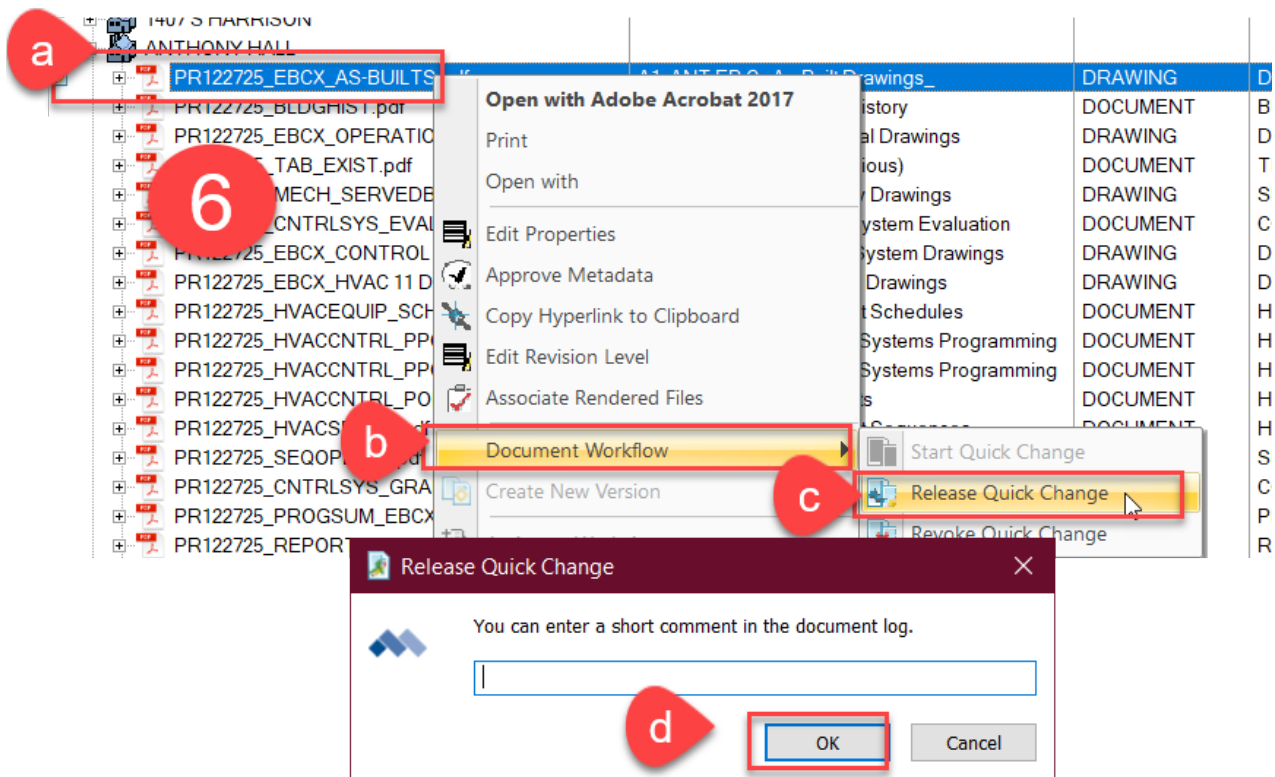 1407 S HARRISON
a
ANTHONY HALL
PR122725_EBCX_AS-BUILTS DRAWING D
PR122725_BLDGHIST.pdf istory DOCUMENT B
PR122725_EBCX_OPERATIO al Drawings DRAWING D
_TAB_EXIST.pdf ious) DOCUMENT T
MECH_SERVEDB Drawings DRAWING S
CNTRLSYS_EVAL ystem Evaluation DOCUMENT C
PR122725_EBCX_CONTROL System Drawings DRAWING D
PR122725_EBCX_HVAC 11 D Drawings DRAWING D
PR122725_HVACEQUIP_SCH t Schedules DOCUMENT H
PR122725_HVACCNTRL_PP Systems Programming DOCUMENT H
PR122725_HVACCNTRL_PP Systems Programming DOCUMENT H
PR122725_HVACCNTRL_PO s DOCUMENT H
PR122725_HVACS DOCUMENT H
PR122725_SEQOP S
PR122725_CNTRLSYS_GRA C
PR122725_PROGSUM_EBCX P
PR122725_REPORT R
6
Open with Adobe Acrobat 2017
Print
Open with
Edit Properties
Approve Metadata
Copy Hyperlink to Clipboard
Edit Revision Level
Associate Rendered Files
b
Document Workflow
Create New Version
Start Quick Change
c
Release Quick Change
Revoke Quick Change
Release Quick Change
You can enter a short comment in the document log.
d
OK Cancel